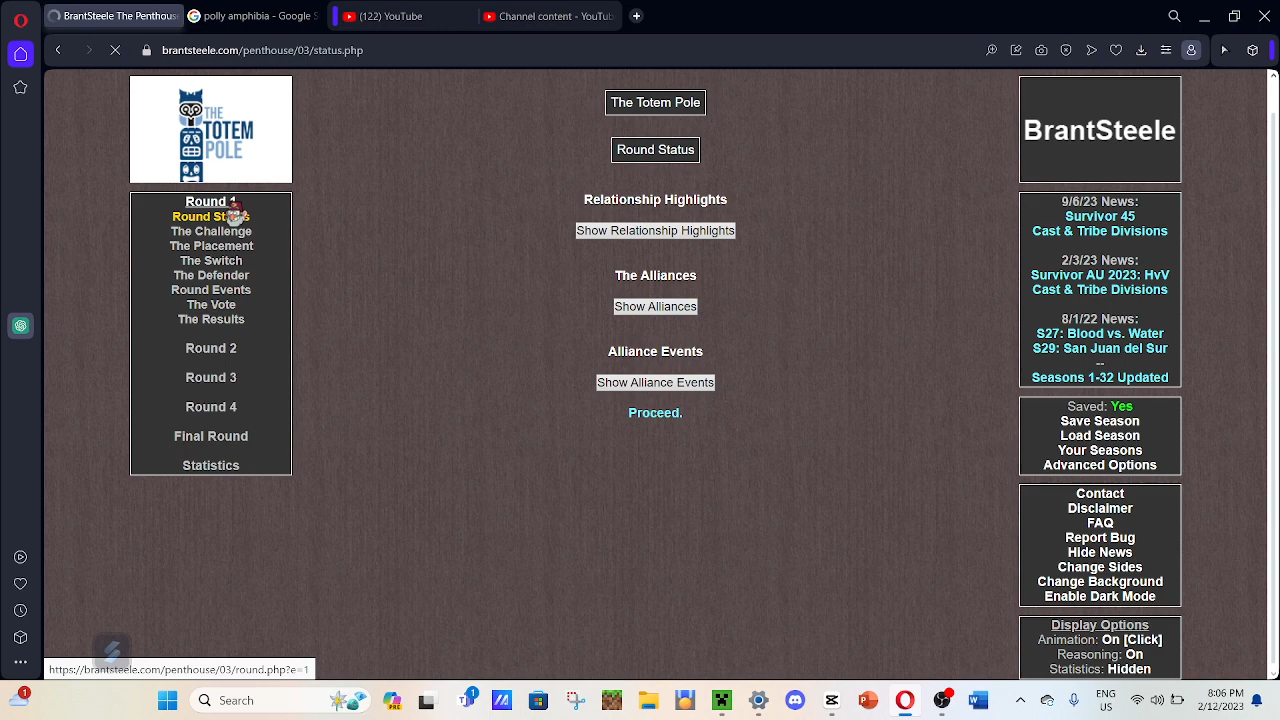 BrantSteele The Penthouse
polly amphibia - Google S
(122) YouTube
Channel content - YouTub
brantsteele.com/penthouse/03/status.php
THE
TOTEM
POLE
Round 1
Round Status
The Challenge
The Placement
The Switch
The Defender
Round Events
The Vote
The Results
Round 2
Round 3
Round 4
Final Round
Statistics
The Totem Pole
Round Status
Relationship Highlights
Show Relationship Highlights
The Alliances
Show Alliances
Alliance Events
Show Alliance Events
Proceed.
BrantSteele
9/6/23 News:
Survivor 45
Cast & Tribe Divisions
2/3/23 News:
Survivor AU 2023: HvV
Cast & Tribe Divisions
8/1/22 News:
S27: Blood vs. Water
S29: San Juan del Sur
--
Seasons 1-32 Updated
Saved: Yes
Save Season
Load Season
Your Seasons
Advanced Options
Contact
Disclaimer
FAQ
Report Bug
Hide News
Change Sides
Change Background
Enable Dark Mode
Display Options
Animation: On [Click]
Reasoning: On
Statistics: Hidden
https://brantsteele.com/penthouse/03/round.php?e=1
1
Search
PRE
1
ENG
US
8:06 PM
2/12/2023